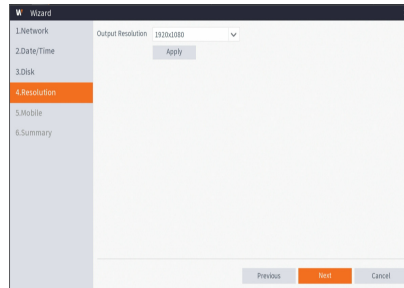 W Wizard
1.Network
Output Resolution 1920x1080
2.Date/Time
Apply
3.Disk
4.Resolution
5.Mobile
6.Summary
Previous Next Cancel